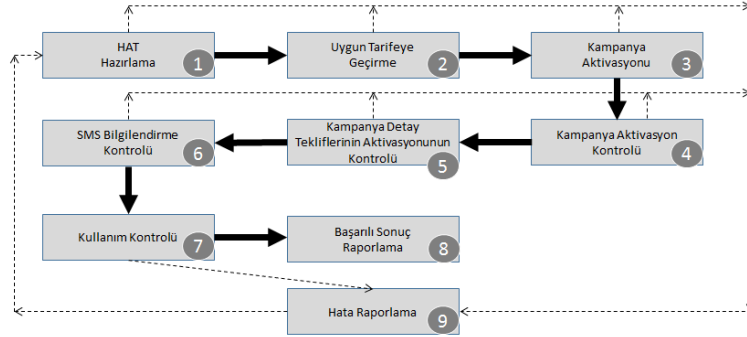 HAT
Hazırlama
1
Uygun Tarifeye
Geçirme
2
Kampanya
Aktivasyonu
3
SMS Bilgilendirme
Kontrolü
6
Kampanya Detay
Tekliflerinin Aktivasyonunun
Kontrolü
5
Kampanya Aktivasyon
Kontrolü
4
Kullanım Kontrolü
7
Başarılı Sonuç
Raporlama
8
Hata Raporlama
9